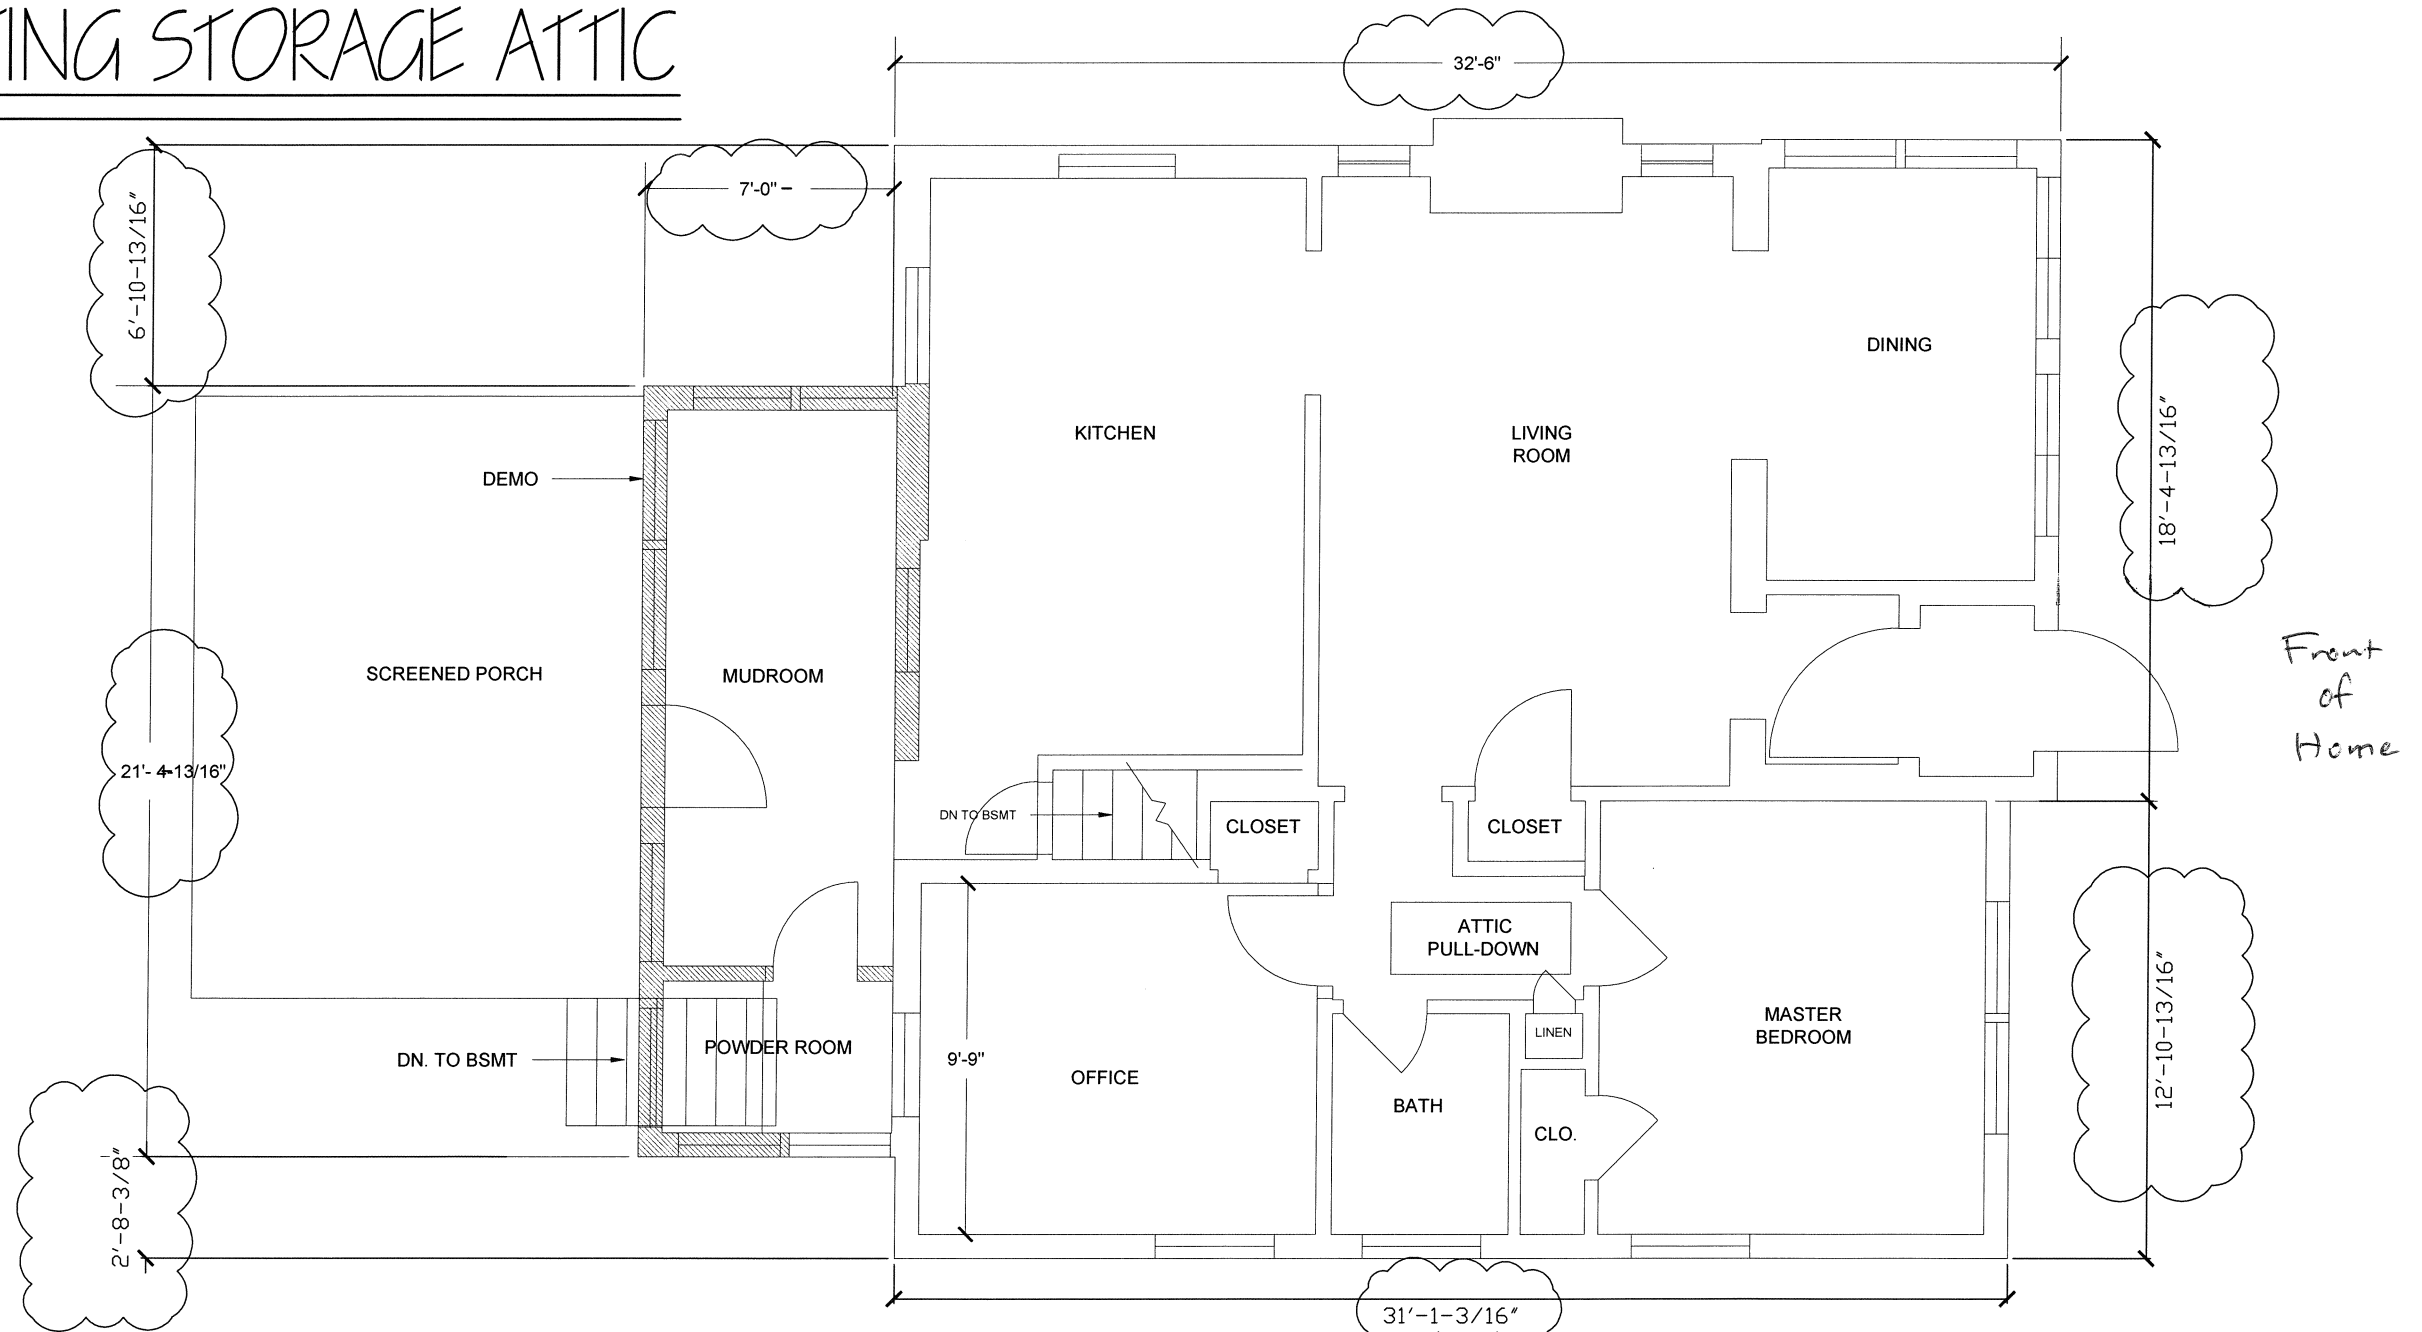 TING STORAGE ATTIC
32'-6"
7'-0"
6'-10-13/16"
KITCHEN
LIVING
ROOM
DINING
DEMO
18'-4-13/16"
SCREENED PORCH
MUDROOM
Front
of
Home
21'-4-13/16"
DN TO BSMT
CLOSET
CLOSET
ATTIC
PULL-DOWN
DN. TO BSMT
POWDER ROOM
9'-9"
OFFICE
LINEN
BATH
CLO.
MASTER
BEDROOM
12'-10-13/16"
2'-8-3/8"
31'-1-3/16"